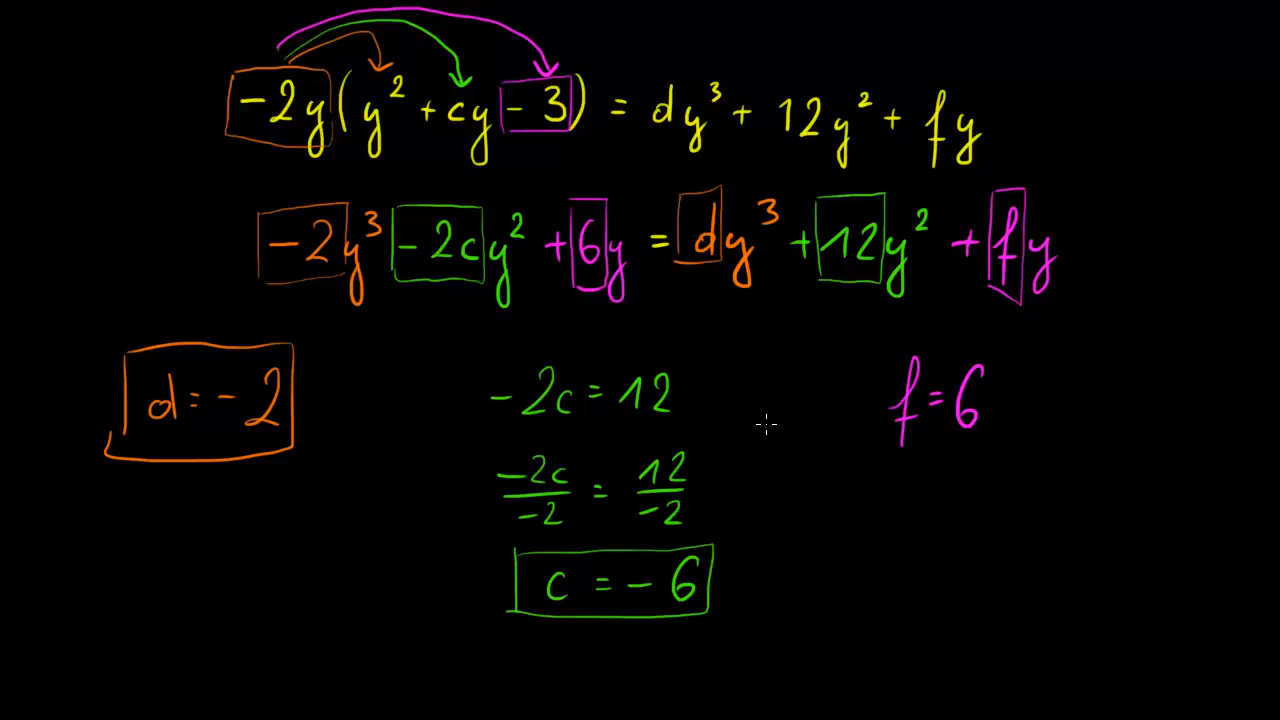 -2y(y² + cy - 3) = dy³ + 12y² + fy
-2y³ -2cy² +6y = dy³ +12y² +fy
d = -2
-2c = 12
-2c/-2 = 12/-2
c = -6
f = 6